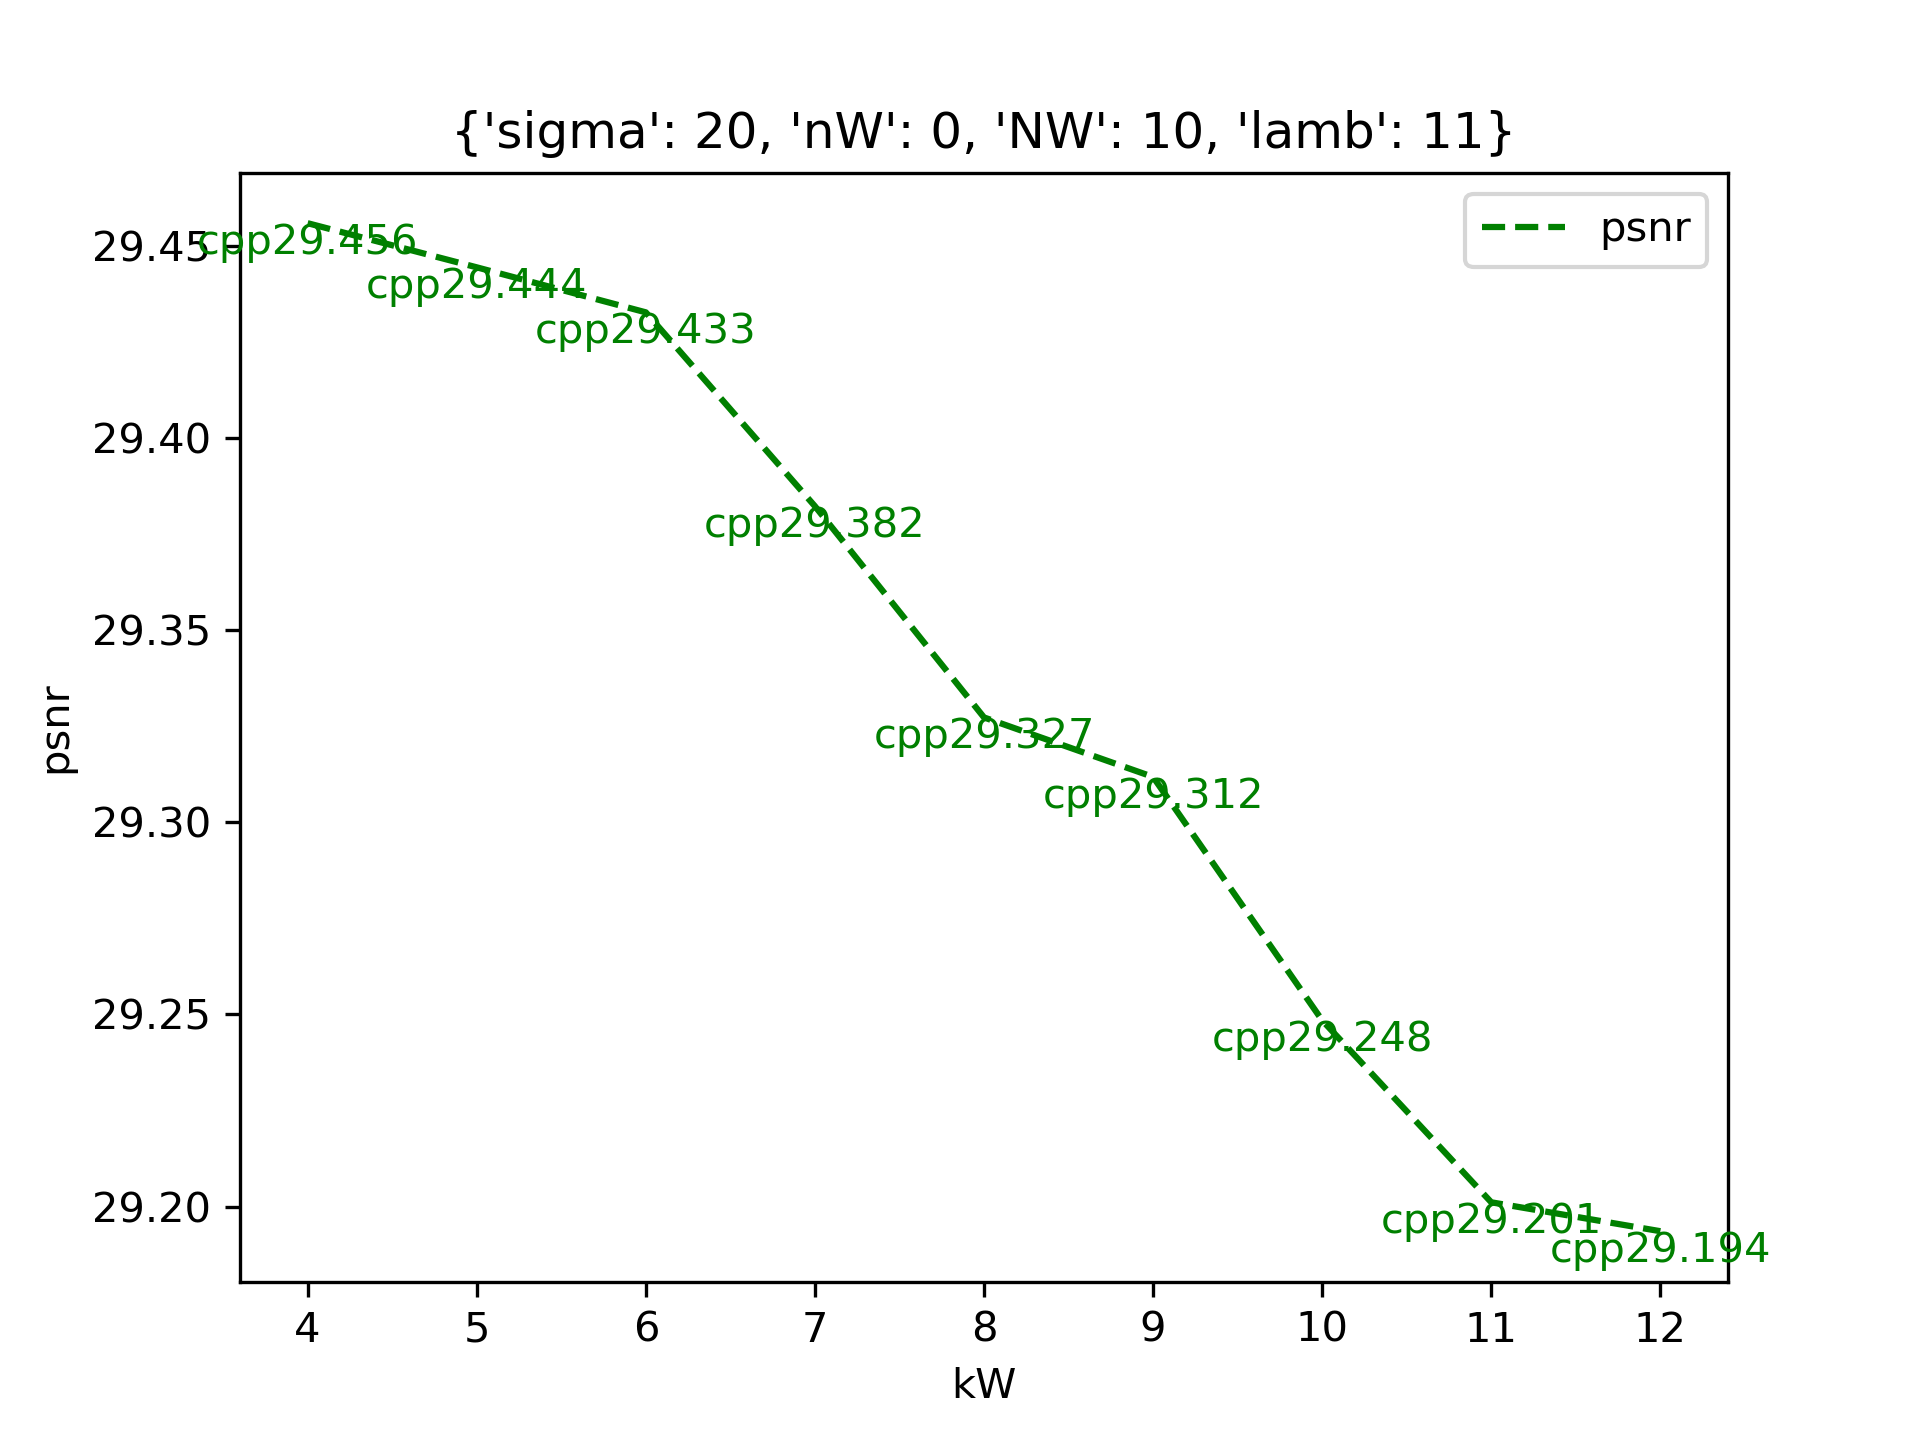 {'sigma': 20, 'nW': 0, 'NW': 10, 'lamb': 11}
psnr
29.45
29.40
29.35
29.30
29.25
29.20
psnr
cpp29.456
cpp29.444
cpp29.433
cpp29.382
cpp29.327
cpp29.312
cpp29.248
cpp29.201
cpp29.194
4 5 6 7 8 9 10 11 12
kW